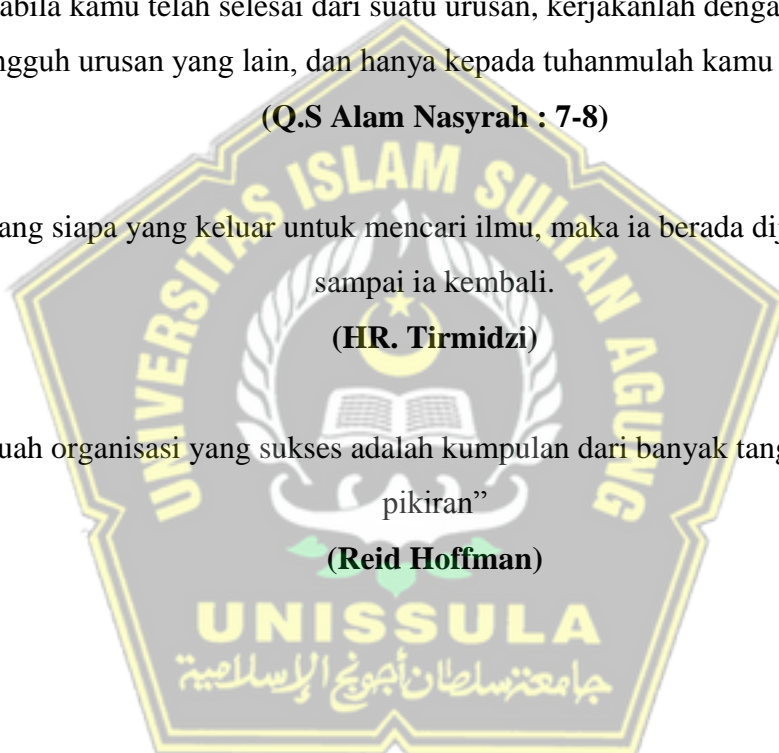 abila kamu telah selesai dari suatu urusan, kerjakanlah denga
ngguh urusan yang lain, dan hanya kepada tuhanmulah kamu
(Q.S Alam Nasyrah : 7-8)
ang siapa yang keluar untuk mencari ilmu, maka ia berada dij
sampai ia kembali.
(HR. Tirmidzi)
uah organisasi yang sukses adalah kumpulan dari banyak tang
pikiran”
(Reid Hoffman)
UNIVERSITAS ISLAM SULTAN AGUNG
UNISSULA
جامعتسلطان أجونج الإسلامية